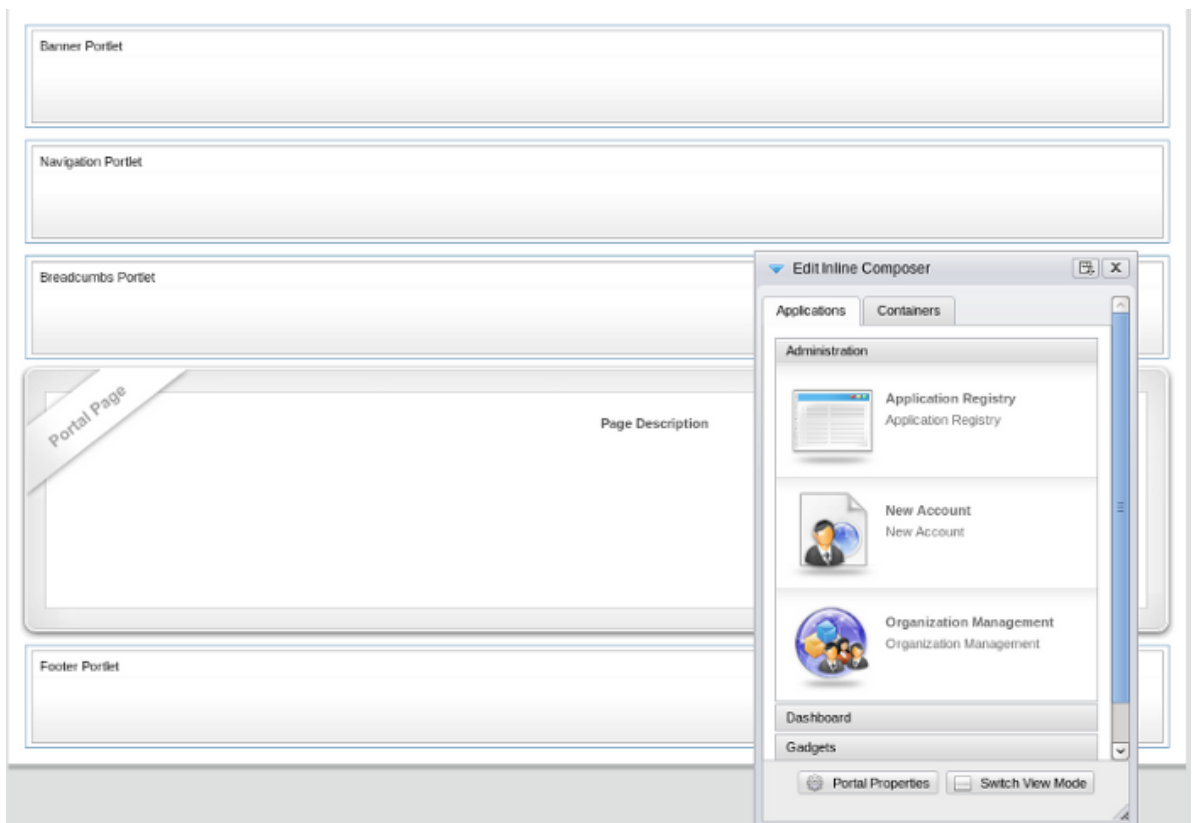 Banner Portlet
Navigation Portlet
Breadcumbs Portlet
Portal Page
Page Description
Footer Portlet
Edit Inline Composer
Applications Containers
Administration
Application Registry
Application Registry
New Account
New Account
Organization Management
Organization Management
Dashboard
Gadgets
Portal Properties Switch View Mode